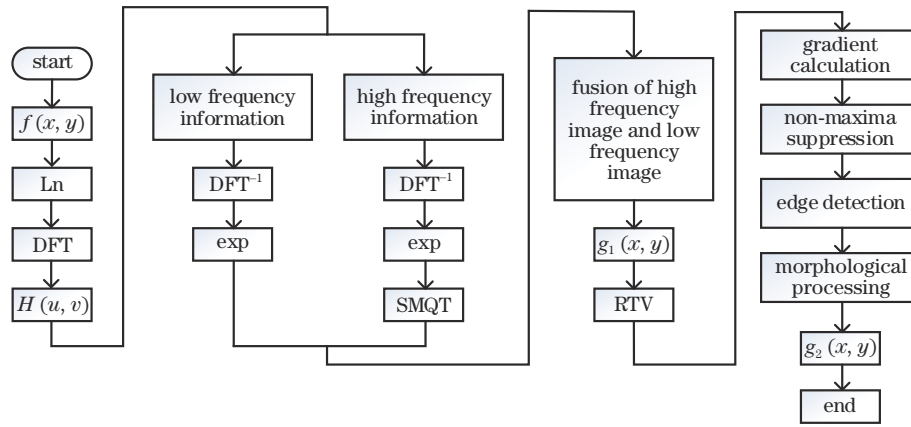 start
f (x, y)
Ln
DFT
H (u, v)
low frequency
information
DFT⁻¹
exp
high frequency
information
DFT⁻¹
exp
SMQT
fusion of high
frequency
image and low
frequency
image
g₁ (x, y)
RTV
gradient
calculation
non-maxima
suppression
edge detection
morphological
processing
g₂ (x, y)
end